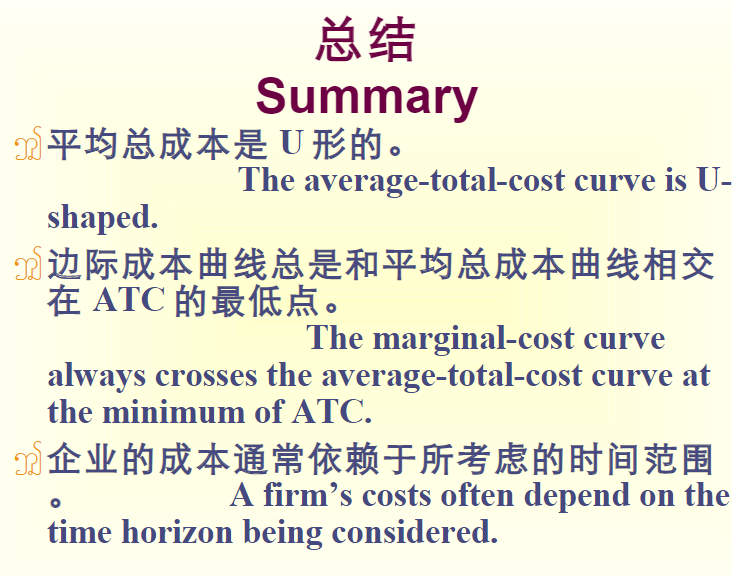 总结
Summary
平均总成本是 U 形的。
The average-total-cost curve is U-
shaped.
边际成本曲线总是和平均总成本曲线相交
在 ATC 的最低点。
The marginal-cost curve
always crosses the average-total-cost curve at
the minimum of ATC.
企业的成本通常依赖于所考虑的时间范围
。 A firm’s costs often depend on the
time horizon being considered.